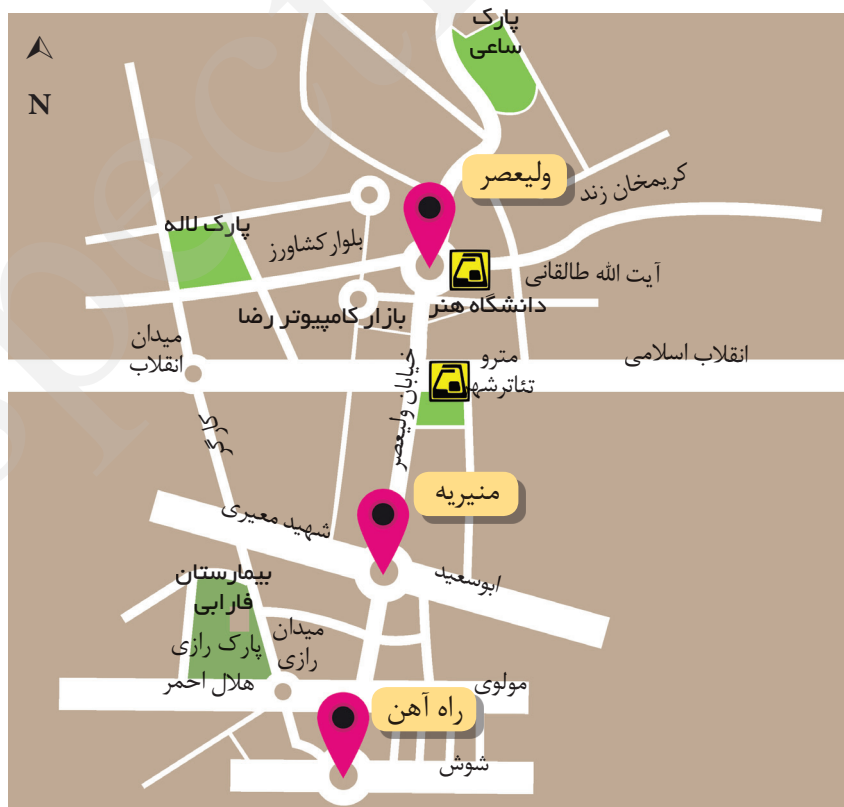 پارک
ساعی
N
ولیعصر
کریمخان زند
پارک لاله
بلوار کشاورز
آیت الله طالقانی
دانشگاه هنر
بازار کامپیوتر رضا
میدان
انقلاب
مترو
تئاترشهر
انقلاب اسلامی
خیابان ولیعصر
کارگر
منیریه
شهید معیری
ابوسعید
بیمارستان
فارابی
پارک رازی
میدان
رازی
هلال احمر
مولوی
راه آهن
شوش